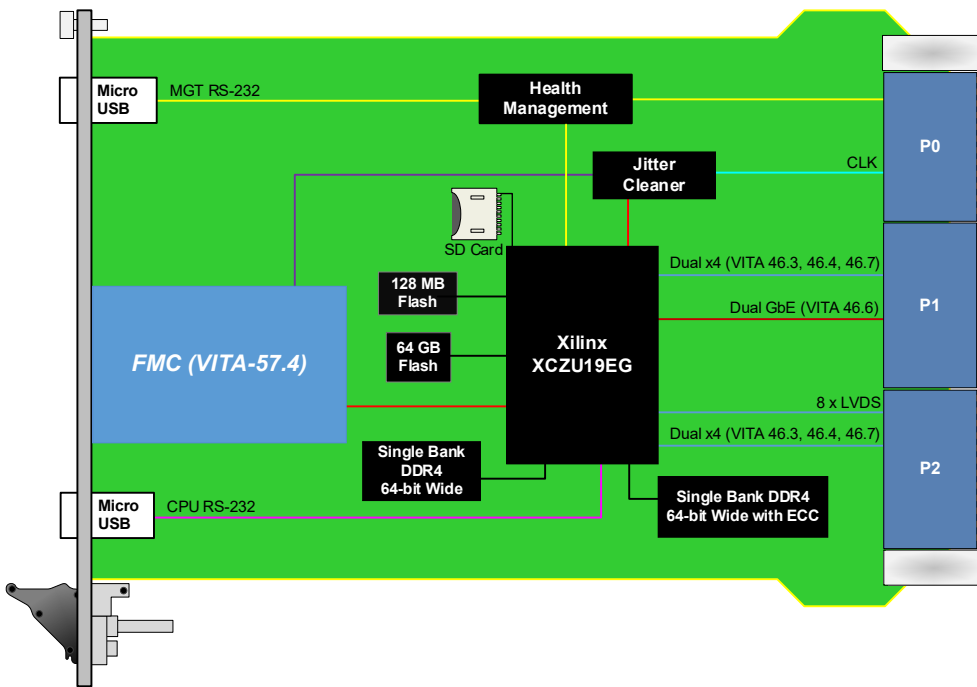 Micro
USB
MGT RS-232
Health
Management
P0
CLK
Jitter
Cleaner
SD Card
Dual x4 (VITA 46.3, 46.4, 46.7)
128 MB
Flash
Dual GbE (VITA 46.6)
P1
64 GB
Flash
Xilinx
XCZU19EG
FMC (VITA-57.4)
8 x LVDS
Dual x4 (VITA 46.3, 46.4, 46.7)
P2
Single Bank
DDR4
64-bit Wide
Single Bank DDR4
64-bit Wide with ECC
Micro
USB
CPU RS-232